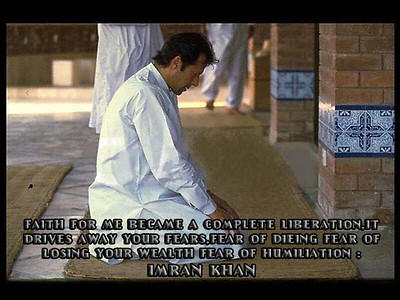 FAITH FOR ME BECAME A COMPLETE LIBERATION,IT
DRIVES AWAY YOUR FEARS,FEAR OF DIEING FEAR OF
LOSING YOUR WEALTH FEAR OF HUMILIATION :
IMRAN KHAN